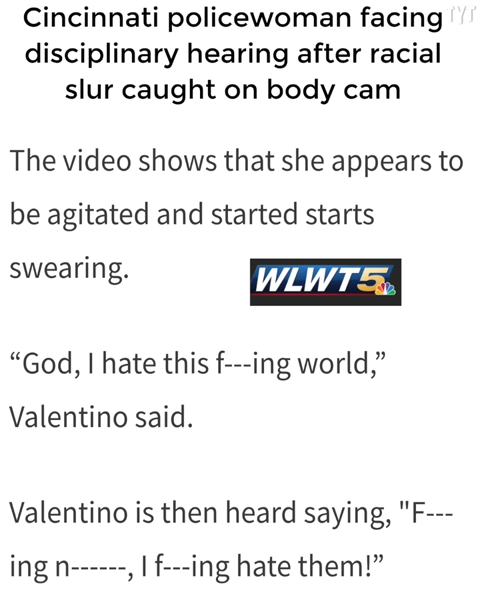 Cincinnati policewoman facing
TYT
disciplinary hearing after racial
slur caught on body cam
The video shows that she appears to
be agitated and started starts
swearing.
WLWT5
“God, I hate this f---ing world,”
Valentino said.
Valentino is then heard saying, "F---
ing n------, I f---ing hate them!”